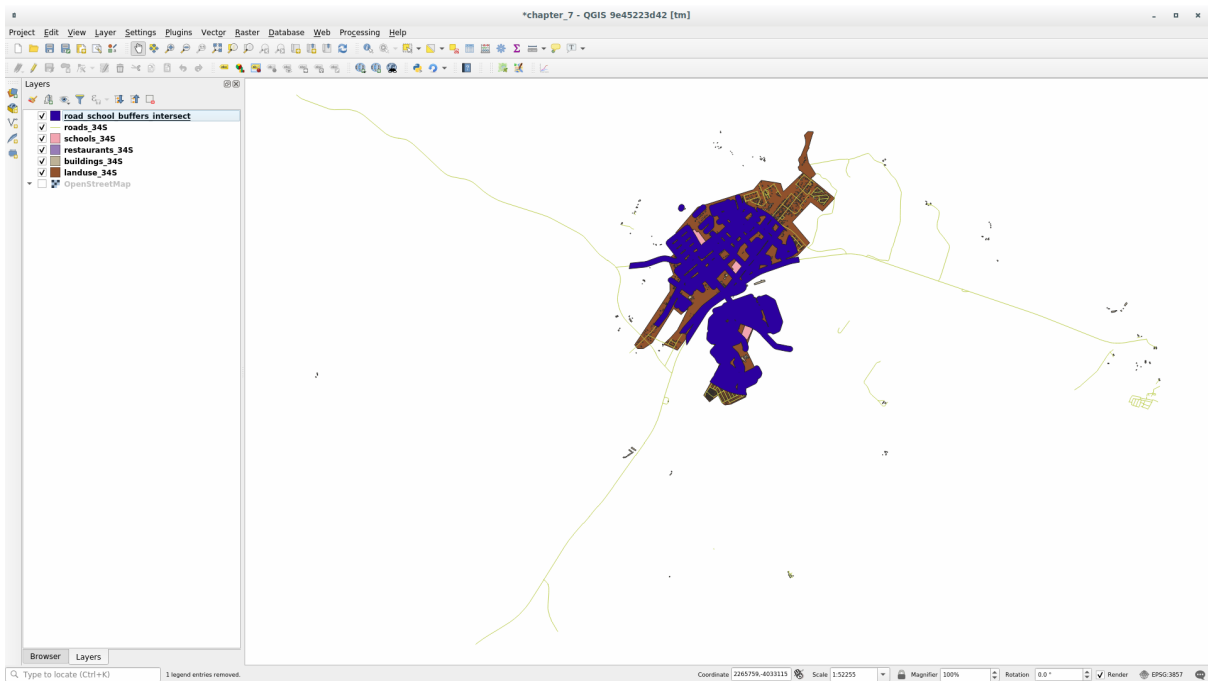 *chapter_7 - QGIS 9e45223d42 [tm]
Project Edit View Layer Settings Plugins Vector Raster Database Web Processing Help
Layers
road_school_buffers_intersect
roads_34S
schools_34S
restaurants_34S
buildings_34S
landuse_34S
OpenStreetMap
Browser Layers
Type to locate (Ctrl+K) 1 legend entries removed. Coordinate 2265759,-4033115 Scale 1:52255 Magnifier 100% Rotation 0.0 ° Render EPSG:3857